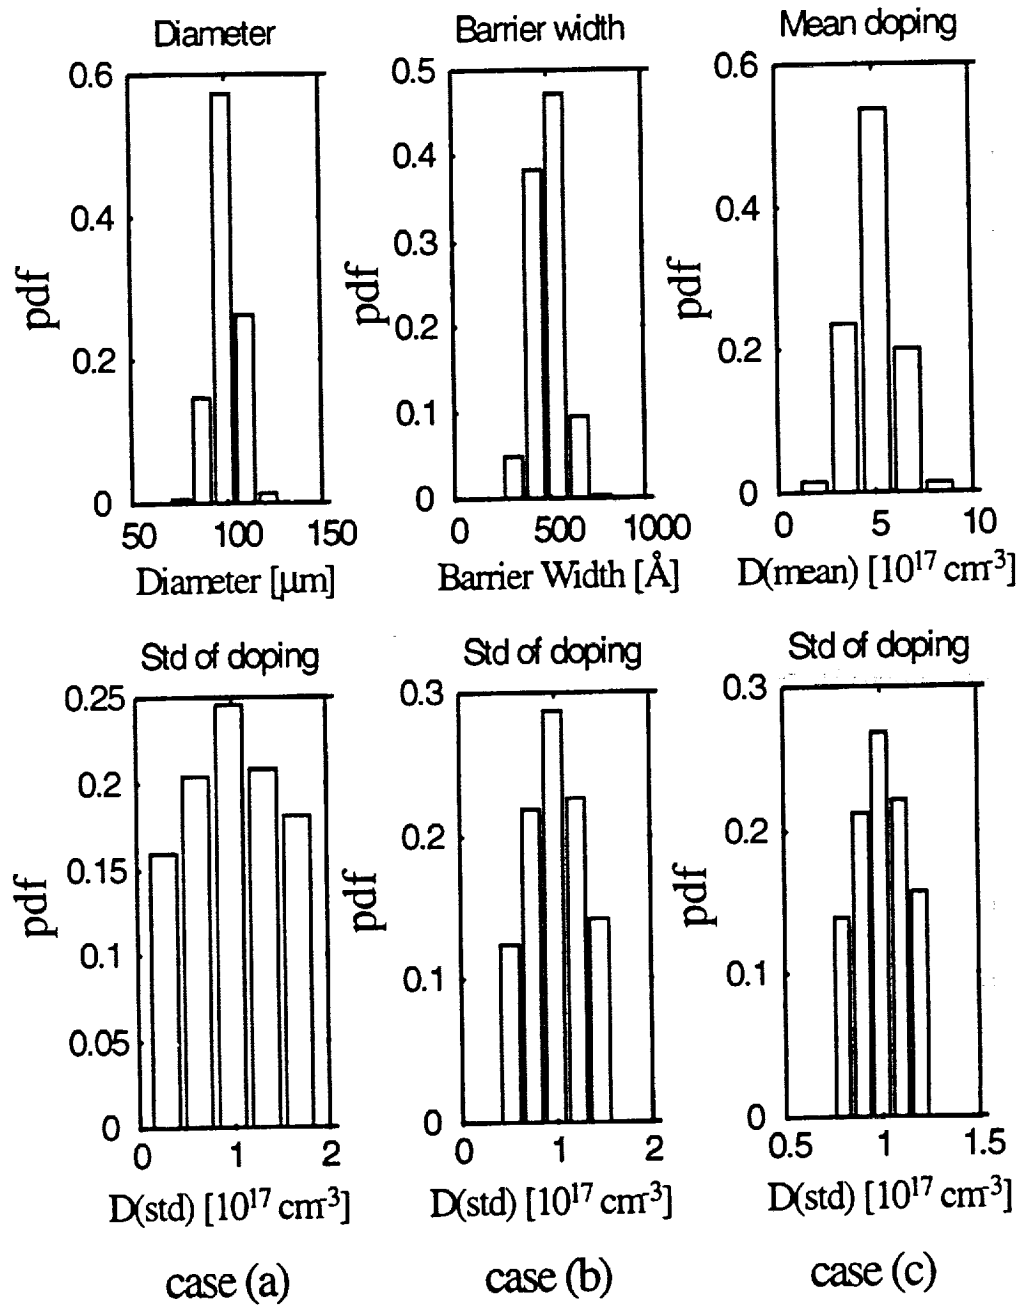 Diameter
Barrier width
Mean doping
0.6
0.4
0.2
0
pdf
50 100 150
Diameter [μm]
0.5
0.4
0.3
0.2
0.1
0
pdf
0 500 1000
Barrier Width [Å]
0.6
0.4
0.2
0
pdf
0 5 10
D(mean) [10¹⁷ cm⁻³]
Std of doping
Std of doping
Std of doping
0.25
0.2
0.15
0.1
0.05
0
pdf
0 1 2
D(std) [10¹⁷ cm⁻³]
case (a)
0.3
0.2
0.1
0
pdf
0 1 2
D(std) [10¹⁷ cm⁻³]
case (b)
0.3
0.2
0.1
0
pdf
0.5 1 1.5
D(std) [10¹⁷ cm⁻³]
case (c)